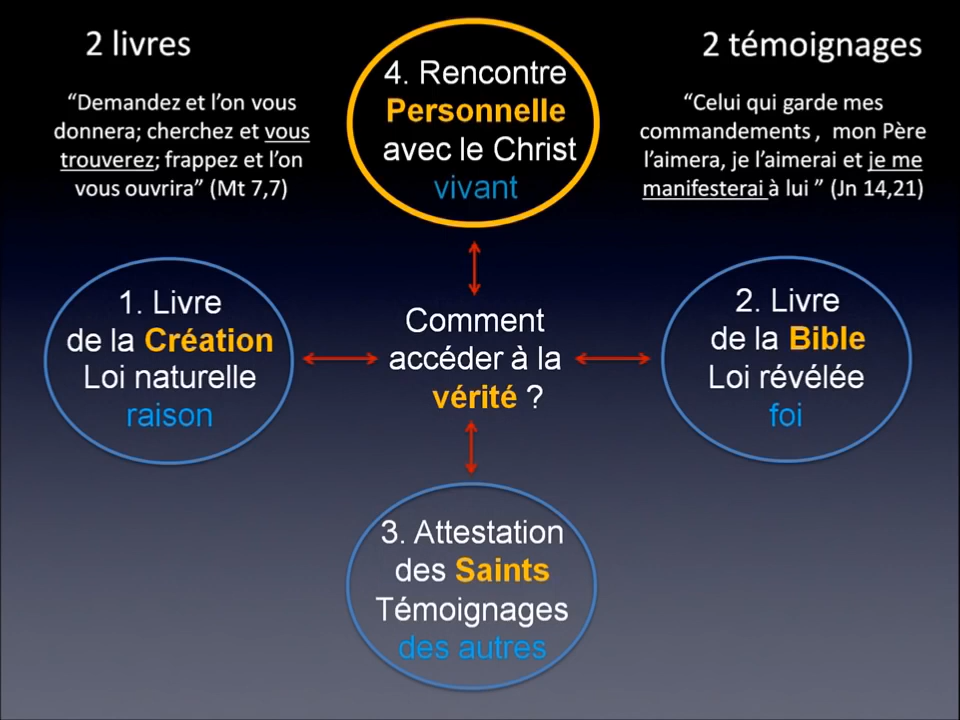 2 livres
“Demandez et l’on vous
donnera; cherchez et vous
trouverez; frappez et l’on
vous ouvrira” (Mt 7,7)
4. Rencontre
Personnelle
avec le Christ
vivant
2 témoignages
“Celui qui garde mes
commandements , mon Père
l’aimera, je l’aimerai et je me
manifesterai à lui ” (Jn 14,21)
1. Livre
de la Création
Loi naturelle
raison
Comment
accéder à la
vérité ?
2. Livre
de la Bible
Loi révélée
foi
3. Attestation
des Saints
Témoignages
des autres